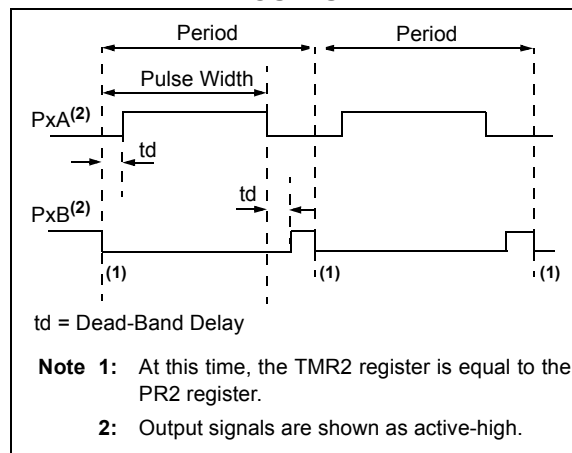 Period Period
Pulse Width
PxA(2)
td
td
PxB(2)
(1) (1) (1)
td = Dead-Band Delay
Note 1: At this time, the TMR2 register is equal to the
PR2 register.
2: Output signals are shown as active-high.